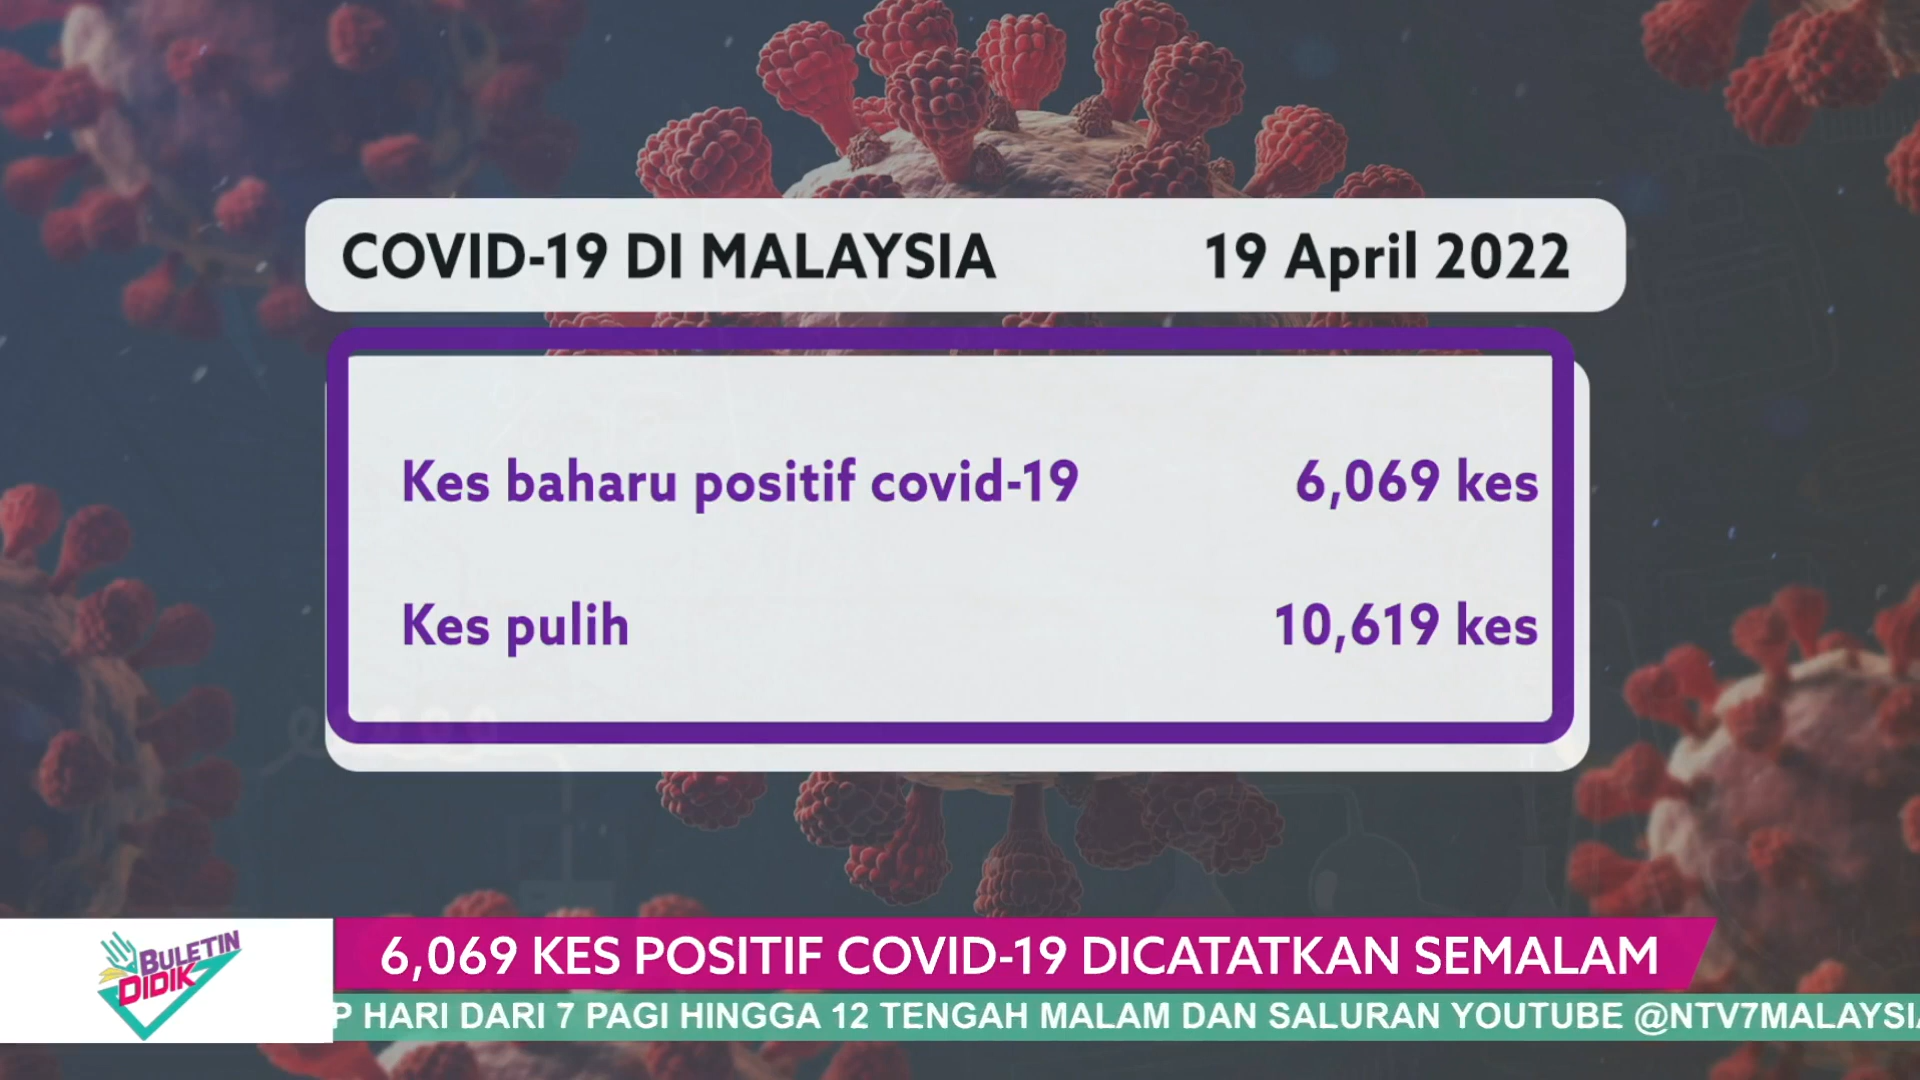 COVID-19 DI MALAYSIA 19 April 2022
Kes baharu positif covid-19 6,069 kes
Kes pulih 10,619 kes
BULETIN
DIDIK
6,069 KES POSITIF COVID-19 DICATATKAN SEMALAM
P HARI DARI 7 PAGI HINGGA 12 TENGAH MALAM DAN SALURAN YOUTUBE @NTV7MALAYSIA